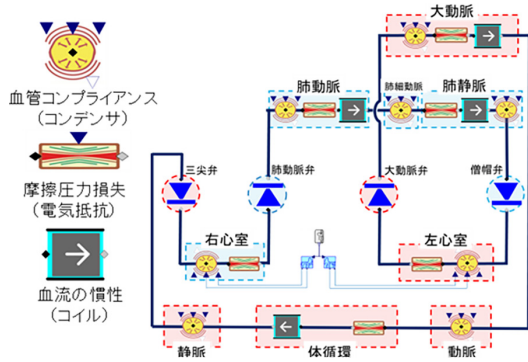 血管コンプライアンス
(コンデンサ)
摩擦圧力損失
(電気抵抗)
血流の慣性
(コイル)
大動脈
肺動脈
肺細動脈
肺静脈
三尖弁
肺動脈弁
大動脈弁
僧帽弁
右心室
左心室
静脈
体循環
動脈